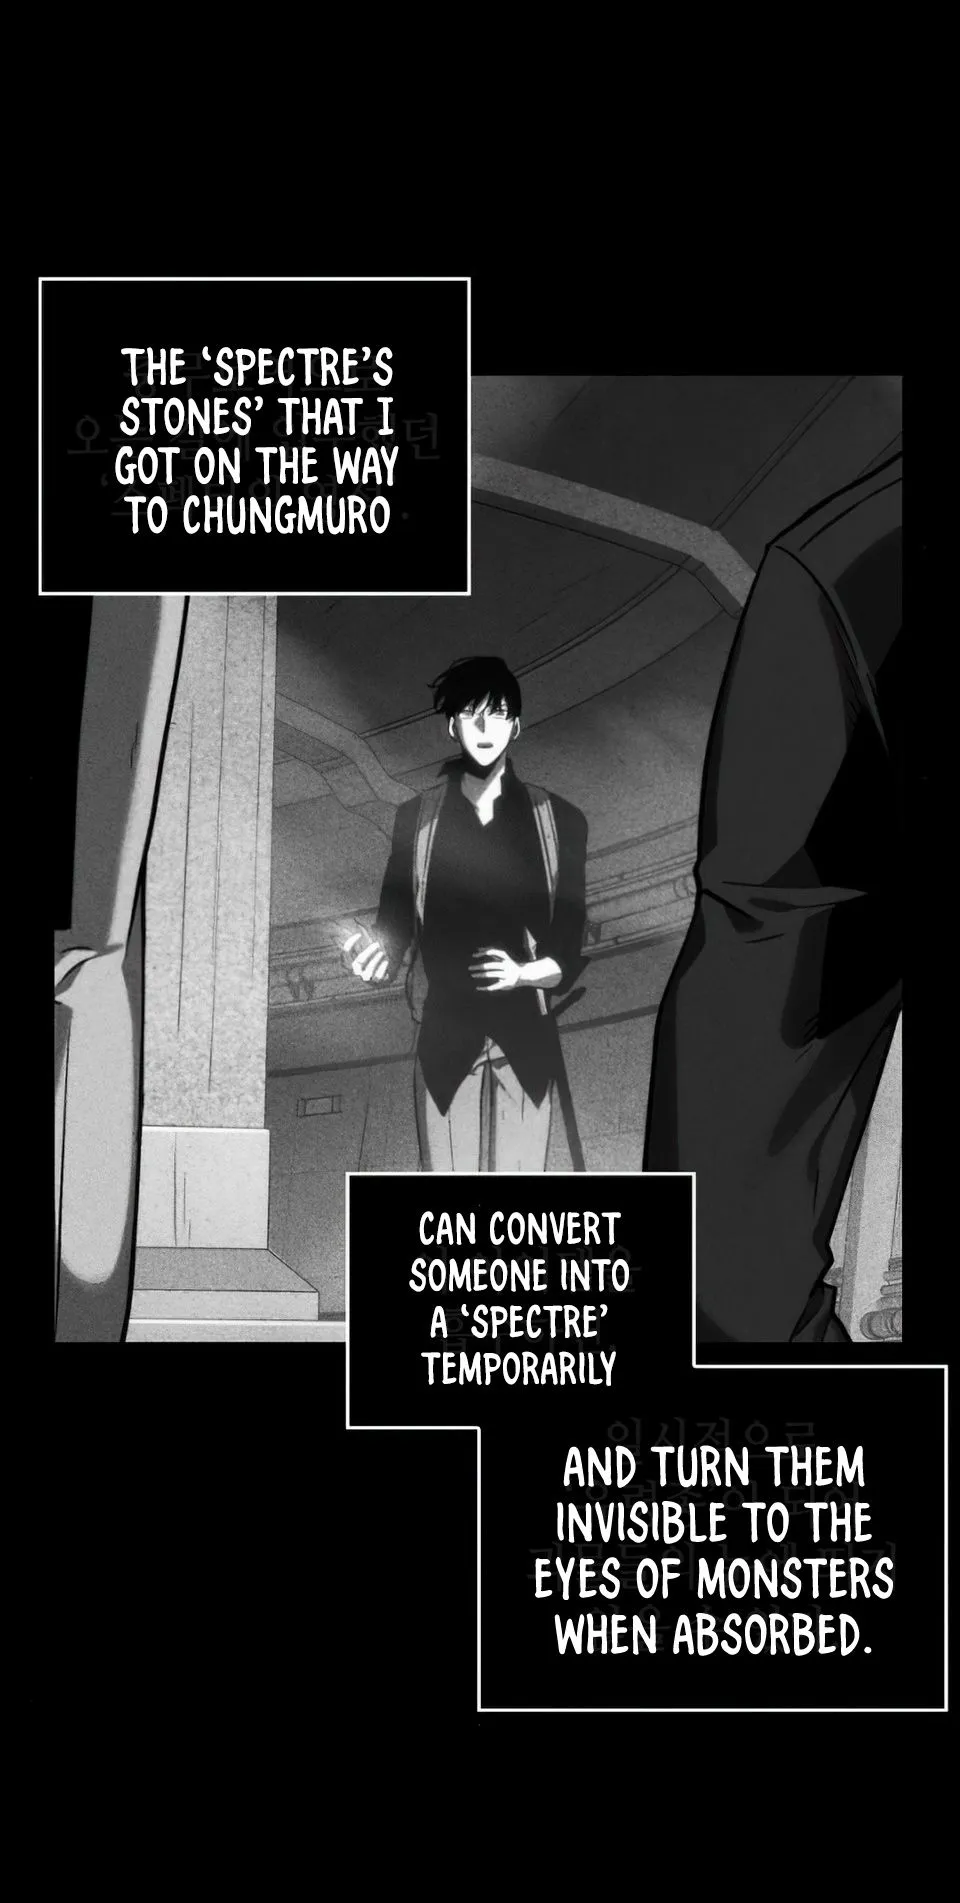 THE ‘SPECTRE’S
STONES’ THAT I
GOT ON THE WAY
TO CHUNGMURO
CAN CONVERT
SOMEONE INTO
A ‘SPECTRE’
TEMPORARILY
AND TURN THEM
INVISIBLE TO THE
EYES OF MONSTERS
WHEN ABSORBED.